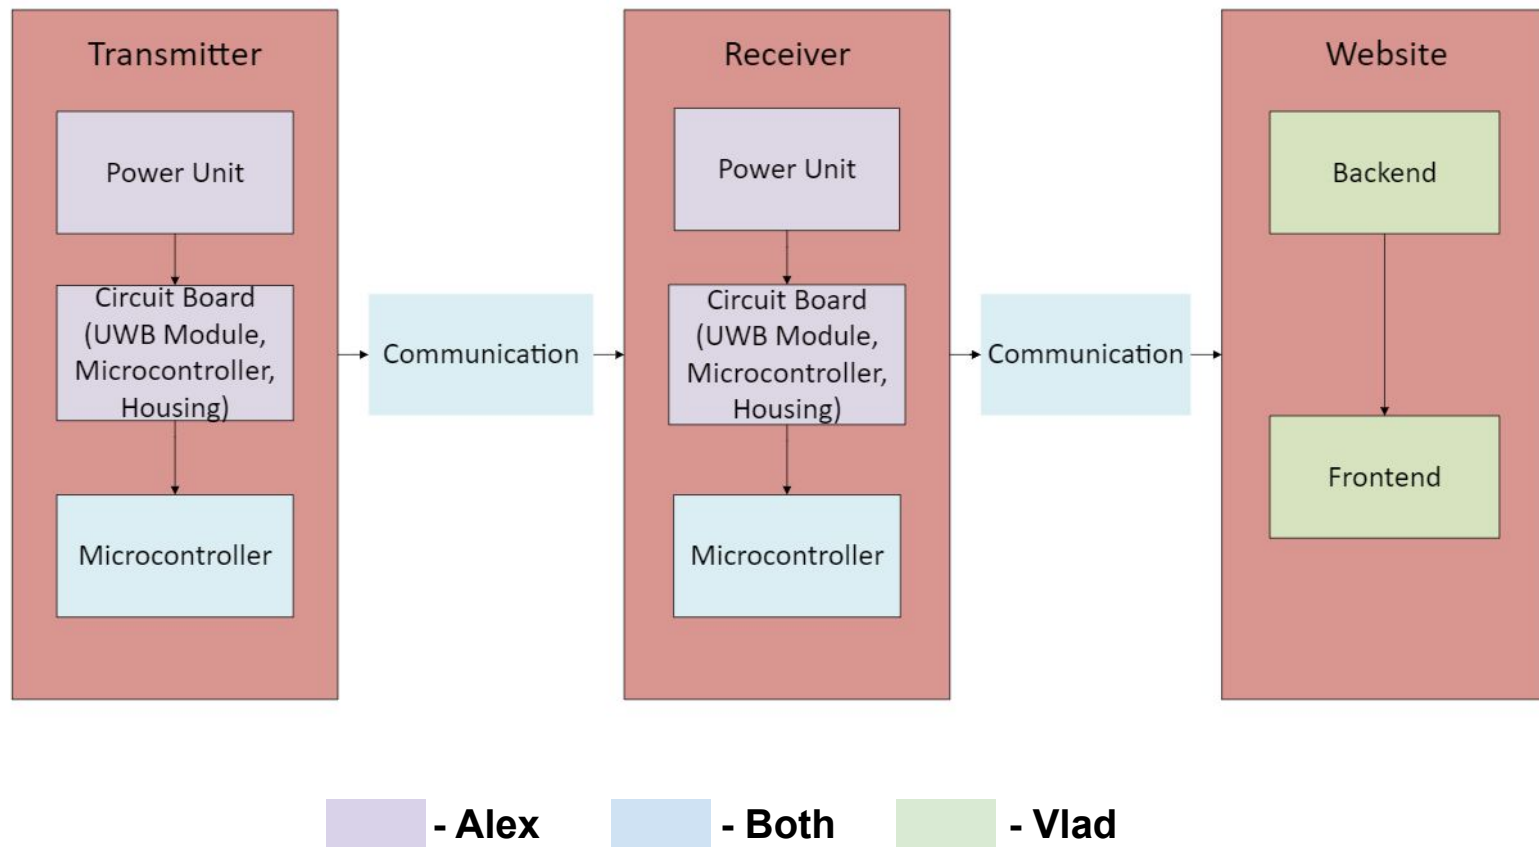 Transmitter
Power Unit
Circuit Board
(UWB Module,
Microcontroller,
Housing)
Microcontroller
Communication
Receiver
Power Unit
Circuit Board
(UWB Module,
Microcontroller,
Housing)
Microcontroller
Communication
Website
Backend
Frontend
- Alex
- Both
- Vlad